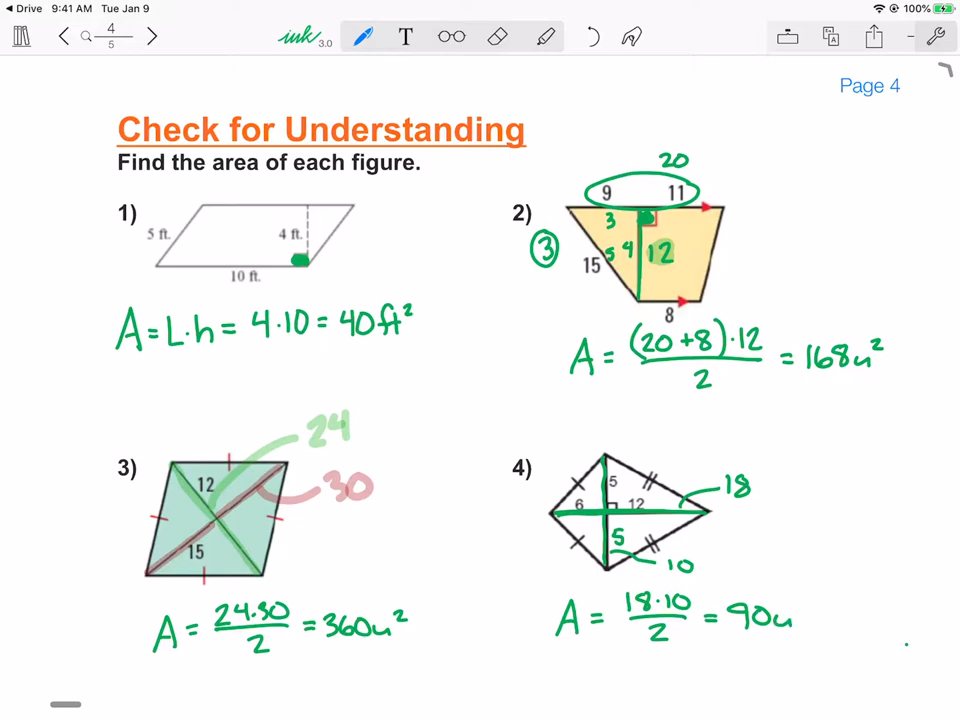 Drive 9:41 AM Tue Jan 9 100%
4
5
ink 3.0 T
Page 4
Check for Understanding
Find the area of each figure.
1)
5 ft.
4 ft.
10 ft.
A = L·h = 4·10 = 40ft²
2)
20
9 11
3
3
15 5 4 12
8
A = (20+8)·12 / 2 = 168u²
3)
24
12
30
15
A = 24·30 / 2 = 360u²
4)
5
18
6 12
5
10
A = 18·10 / 2 = 90u